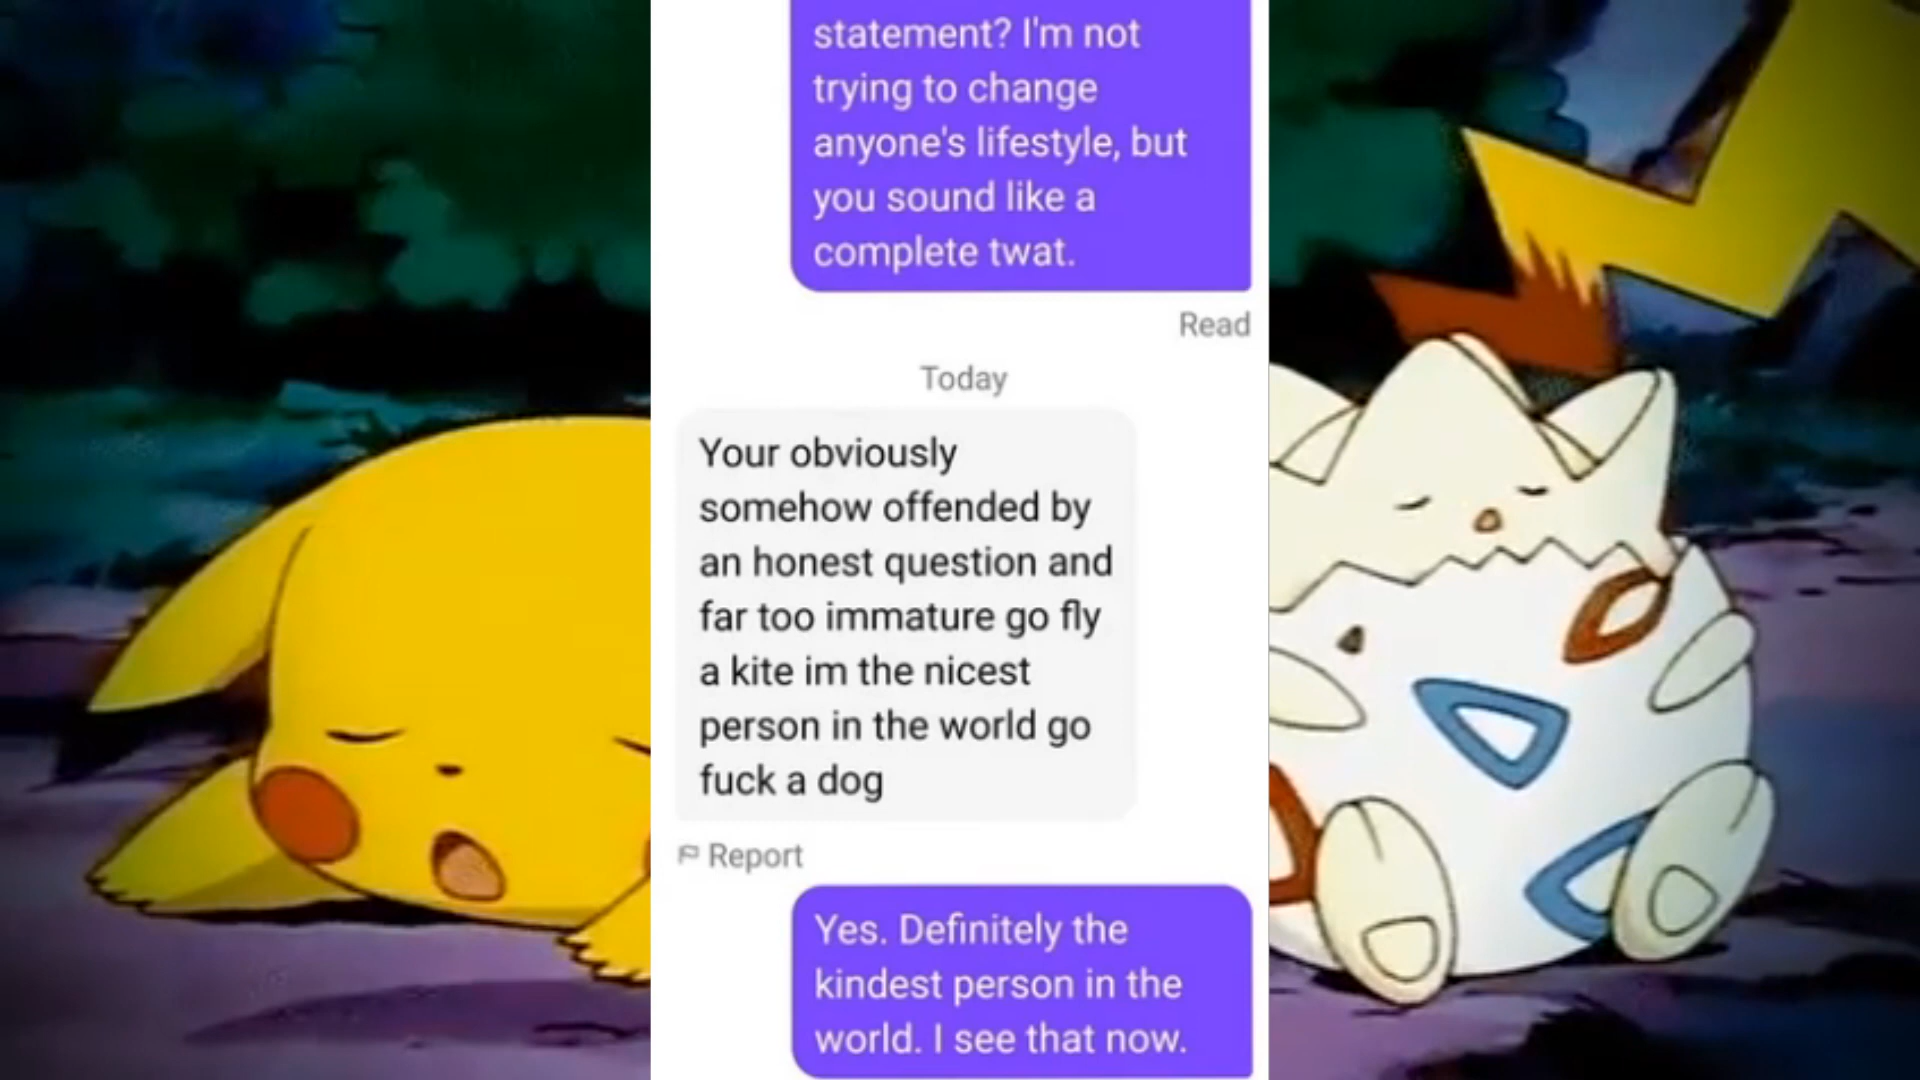 statement? I'm not
trying to change
anyone's lifestyle, but
you sound like a
complete twat.
Read
Today
Your obviously
somehow offended by
an honest question and
far too immature go fly
a kite im the nicest
person in the world go
fuck a dog
Report
Yes. Definitely the
kindest person in the
world. I see that now.